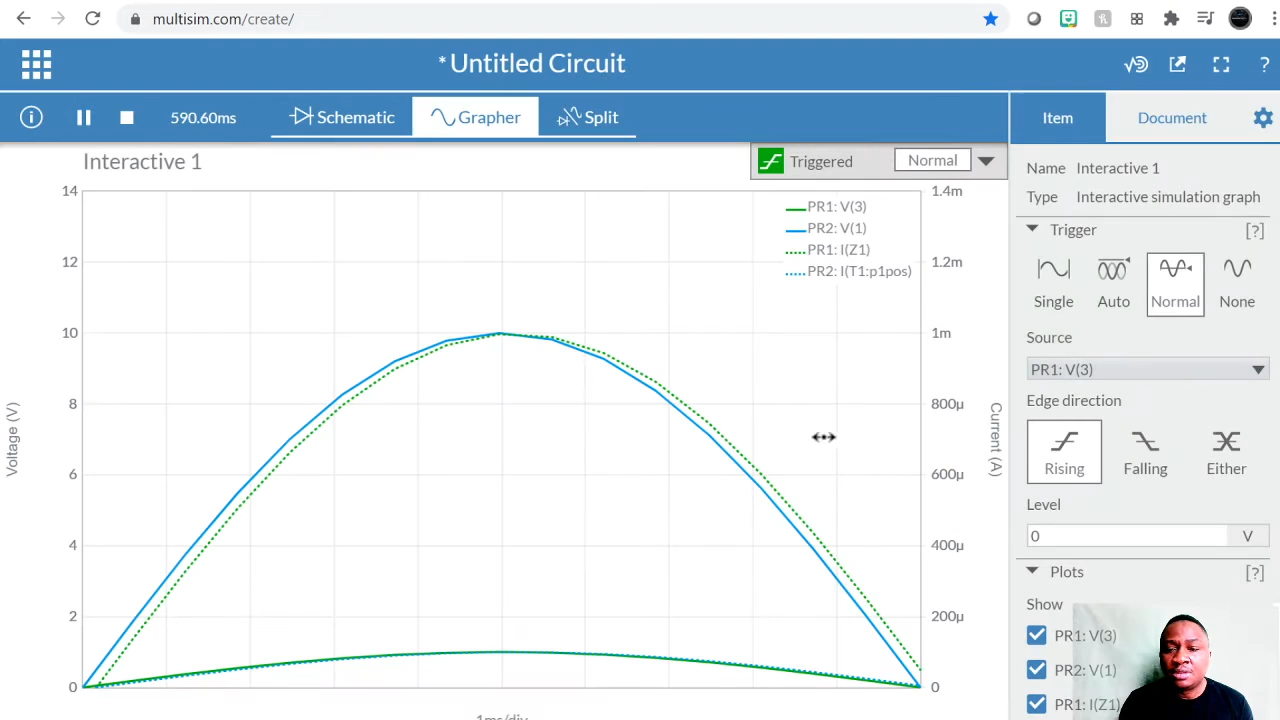 multisim.com/create/
* Untitled Circuit
?
590.60ms
Schematic
Grapher
Split
Item
Document
Interactive 1
Triggered
Normal
Name Interactive 1
Type Interactive simulation graph
Trigger [?]
Single Auto Normal None
Source
PR1: V(3)
Edge direction
Rising Falling Either
Level
0 V
Plots [?]
Show
PR1: V(3)
PR2: V(1)
PR1: I(Z1)
PR1: V(3)
PR2: V(1)
PR1: I(Z1)
PR2: I(T1:p1pos)
14
12
10
8
6
4
2
0
Voltage (V)
1.4m
1.2m
1m
800µ
600µ
400µ
200µ
0
Current (A)
1ms/div